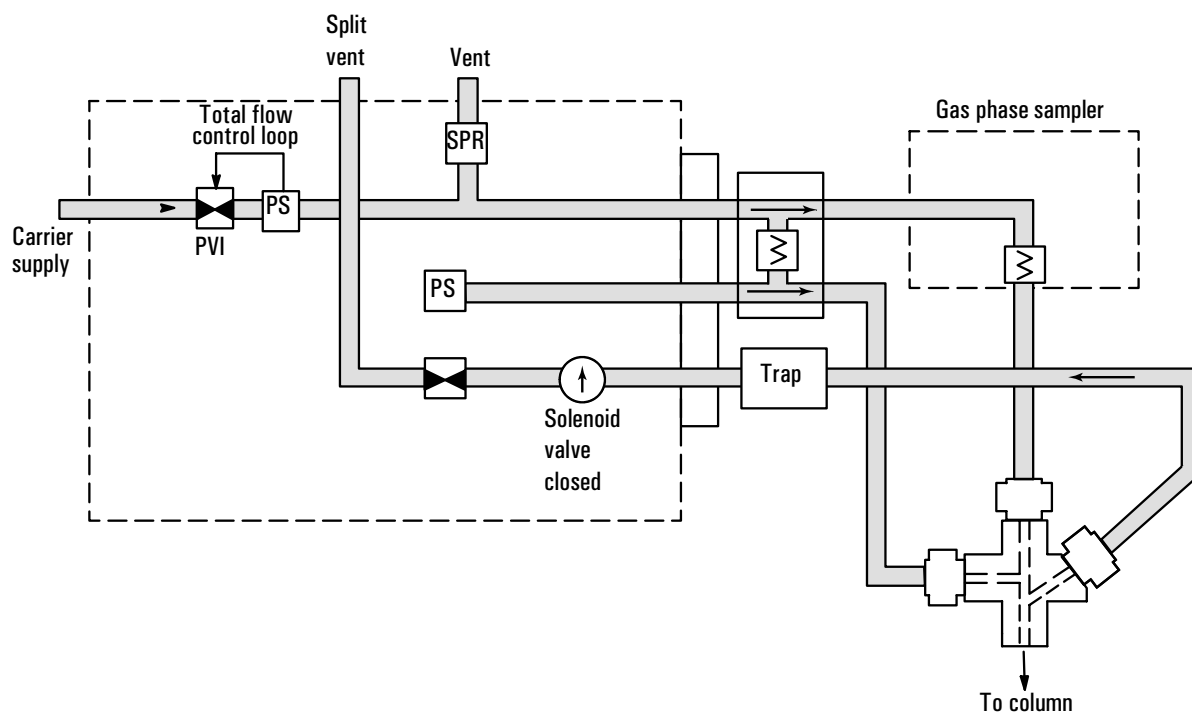 Split
vent
Vent
Total flow
control loop
Gas phase sampler
SPR
PS
Carrier
supply
PVI
PS
Trap
Solenoid
valve
closed
To column